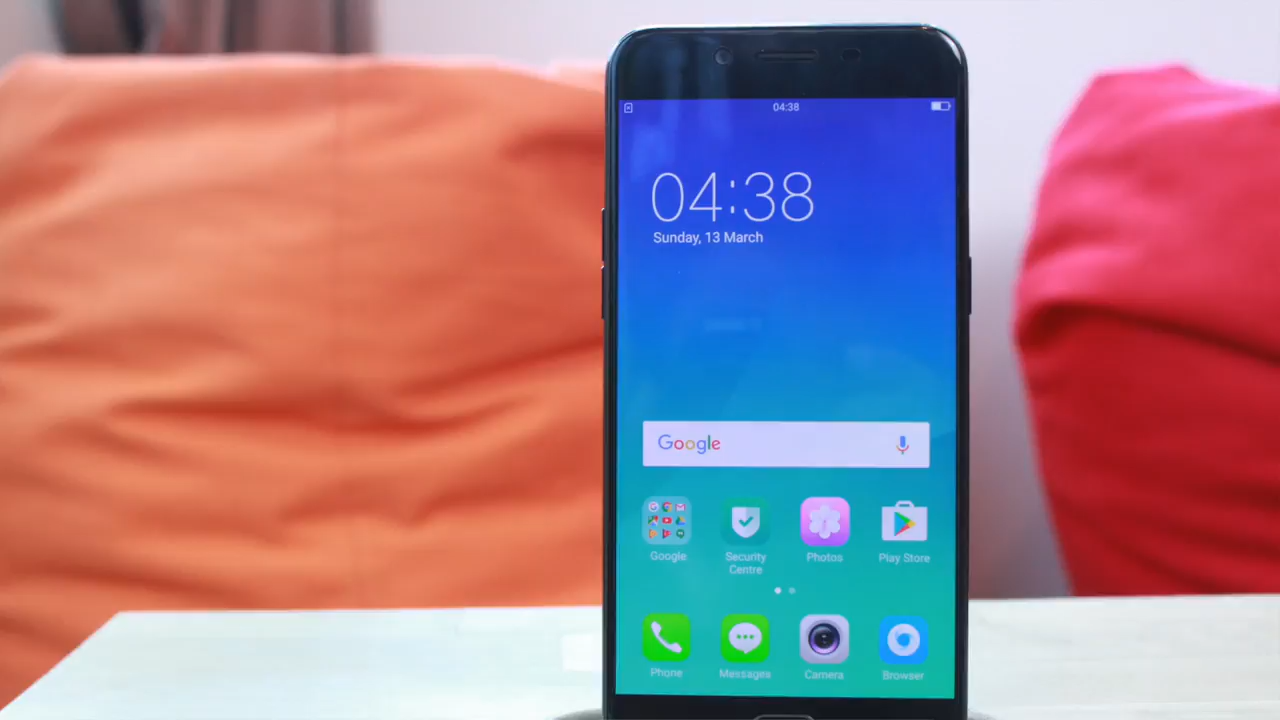 04:38
04:38
Sunday, 13 March
Google
Google
Security Centre
Photos
Play Store
Phone
Messages
Camera
Browser